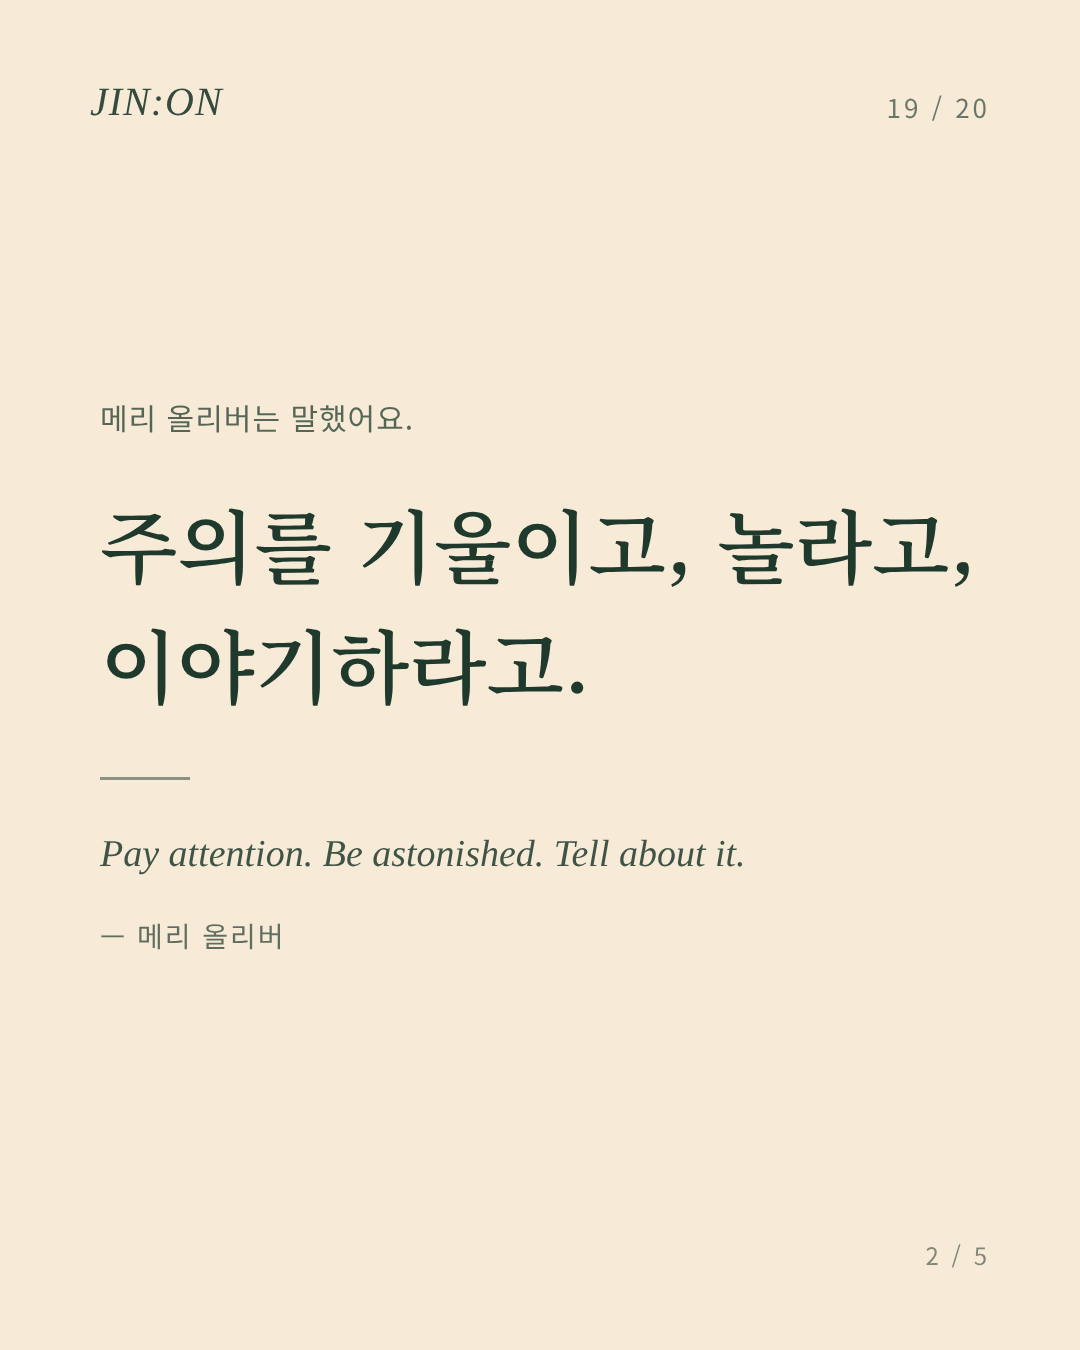 JIN:ON
19 / 20
메리 올리버는 말했어요.
주의를 기울이고, 놀라고,
이야기하라고.
Pay attention. Be astonished. Tell about it.
— 메리 올리버
2 / 5